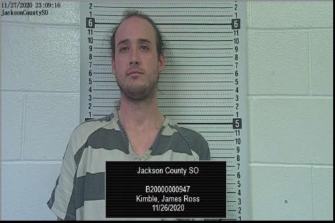 11/27/2020 23:09:16
JacksonCountySO
6
6
5
Jackson County SO
B20000000947
Kimble, James Ross
11/26/2020